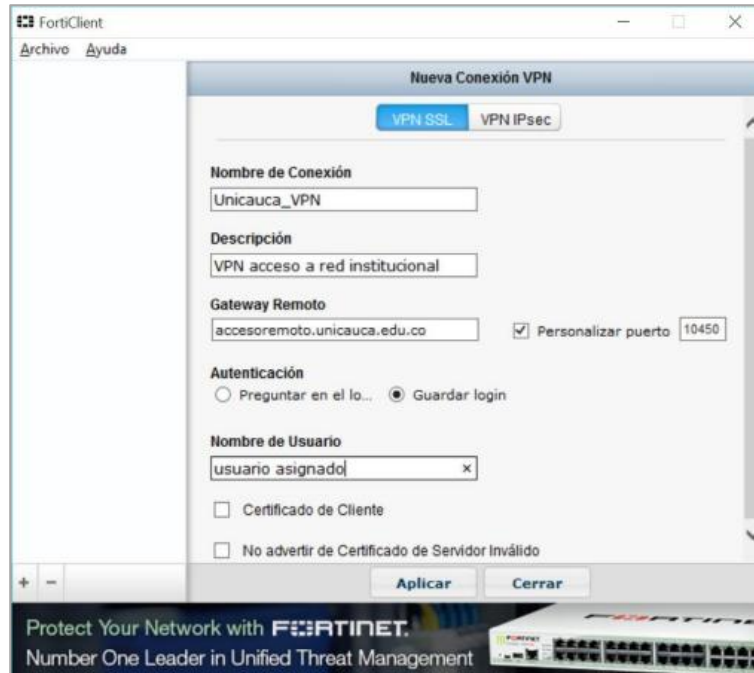 FortiClient
Archivo Ayuda
Nueva Conexión VPN
VPN SSL VPN IPsec
Nombre de Conexión
Unicauca_VPN
Descripción
VPN acceso a red institucional
Gateway Remoto
accesoremoto.unicauca.edu.co Personalizar puerto 10450
Autenticación
Preguntar en el lo... Guardar login
Nombre de Usuario
usuario asignado
Certificado de Cliente
No advertir de Certificado de Servidor Inválido
Aplicar Cerrar
Protect Your Network with FORTINET.
Number One Leader in Unified Threat Management